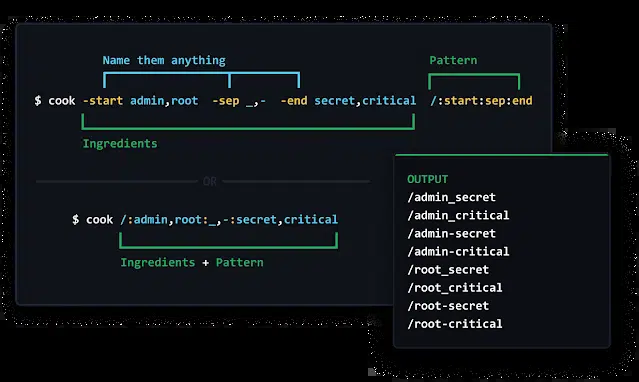 Name them anything
Pattern
$ cook -start admin,root -sep _,- -end secret,critical /:start:sep:end
Ingredients
OR
$ cook /:admin,root:_,-:secret,critical
Ingredients + Pattern
OUTPUT
/admin_secret
/admin_critical
/admin-secret
/admin-critical
/root_secret
/root_critical
/root-secret
/root-critical